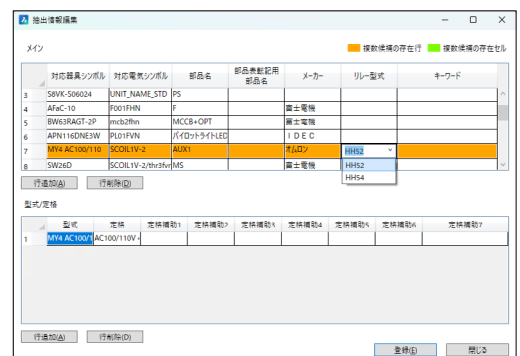 抽出情報編集
メイン
複数候補の存在行 複数候補の存在セル
対応器具シンボル 対応電気シンボル 部品名 部品表転記用部品名 メーカー リレー型式 キーワード
3 S8VK-S06024 UNIT_NAME_STD PS
4 AFaC-10 F001FHN F 富士電機
5 BW63RAGT-2P mcb2fhn MCCB+OPT 富士電機
6 APN116DNE3W PL01FVN パイロットライトLED ＩＤＥＣ
7 MY4 AC100/110 SCOIL1V-2 AUX1 オムロン HH52
8 SW26D SCOIL1V-2/thr3fvr MS 富士電機 HH52
HH54
行追加(A) 行削除(D)
型式/定格
型式 定格 定格補助1 定格補助2 定格補助3 定格補助4 定格補助5 定格補助6 定格補助7
1 MY4 AC100/1 AC100/110V
行追加(A) 行削除(D)
登録(E) 閉じる